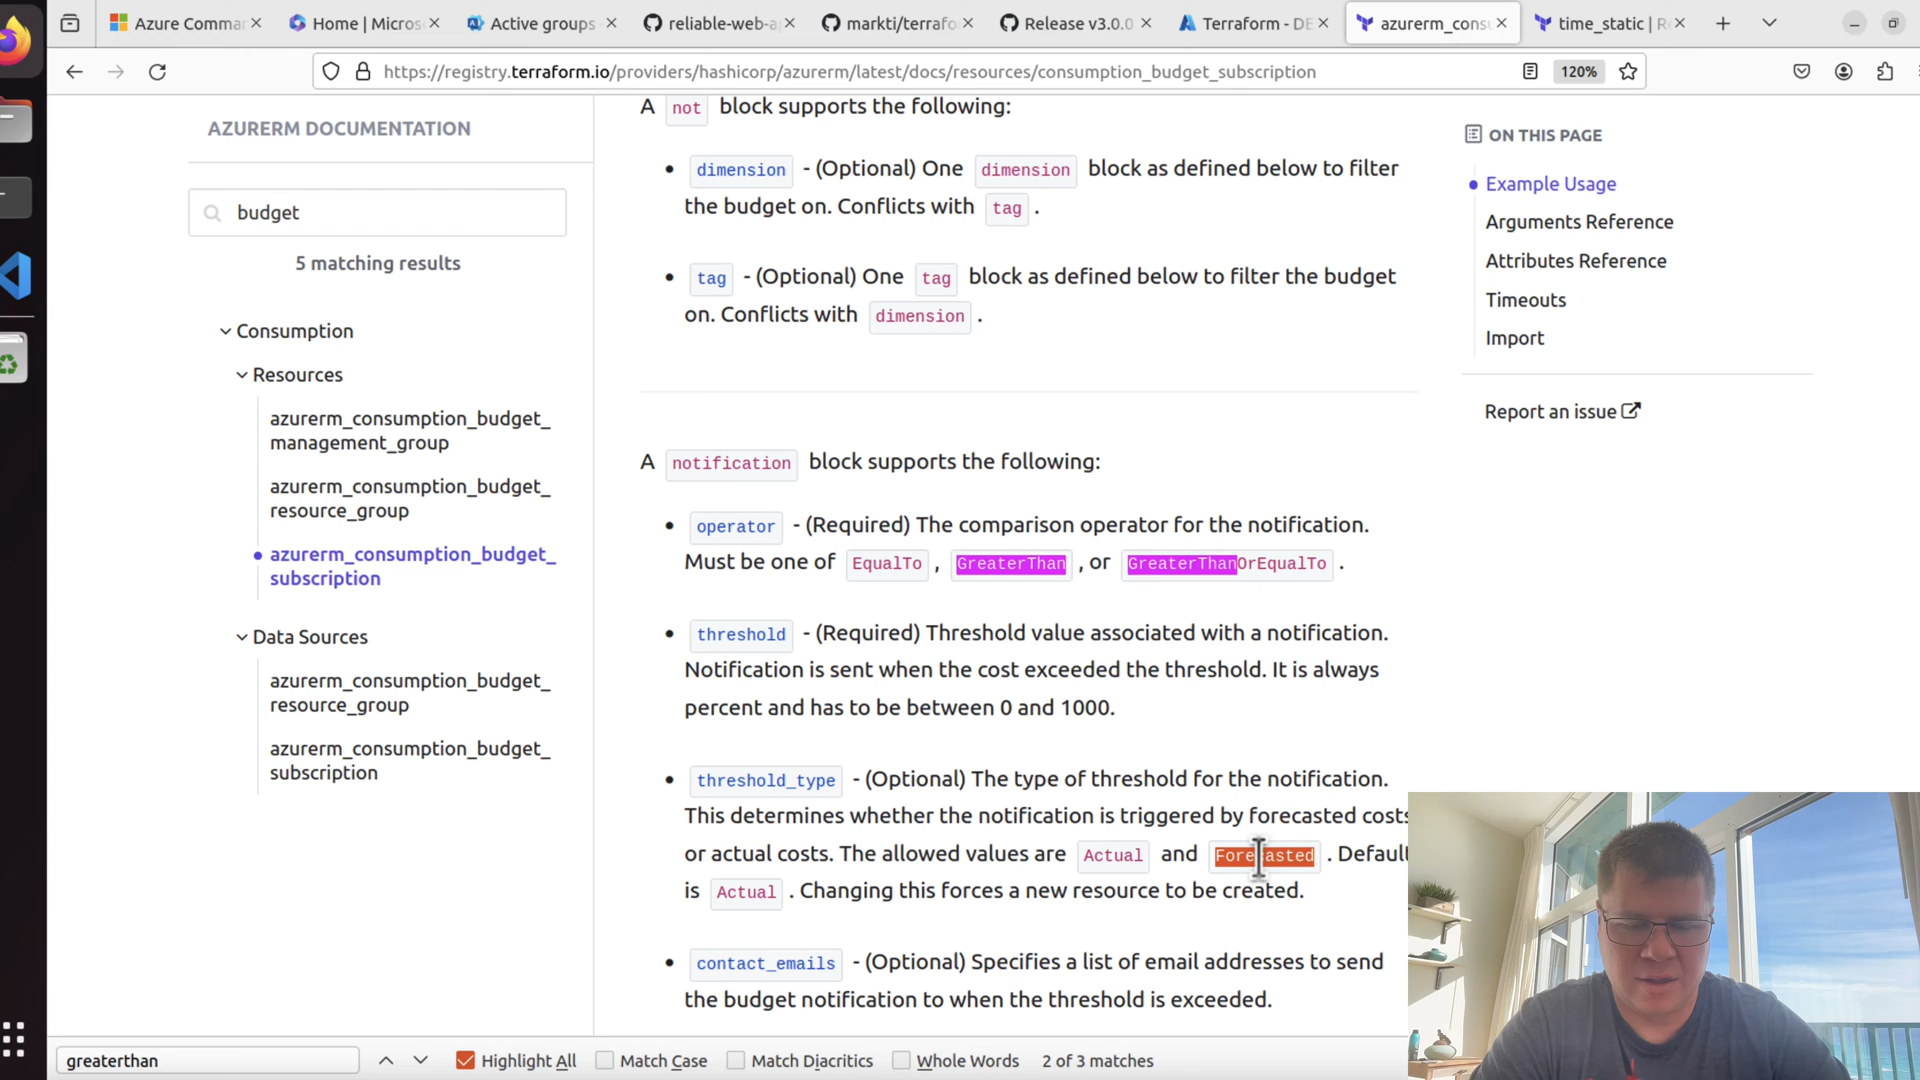 Azure Comma
Home | Micros
Active groups
reliable-web-a
markti/terrafo
Release v3.0.0
Terraform - DE
azurerm_cons
time_static | R
https://registry.terraform.io/providers/hashicorp/azurerm/latest/docs/resources/consumption_budget_subscription
120%
AZURERM DOCUMENTATION
budget
5 matching results
Consumption
Resources
azurerm_consumption_budget_
management_group
azurerm_consumption_budget_
resource_group
azurerm_consumption_budget_
subscription
Data Sources
azurerm_consumption_budget_
resource_group
azurerm_consumption_budget_
subscription
A not block supports the following:
dimension - (Optional) One dimension block as defined below to filter
the budget on. Conflicts with tag .
tag - (Optional) One tag block as defined below to filter the budget
on. Conflicts with dimension .
A notification block supports the following:
operator - (Required) The comparison operator for the notification.
Must be one of EqualTo , GreaterThan , or GreaterThanOrEqualTo .
threshold - (Required) Threshold value associated with a notification.
Notification is sent when the cost exceeded the threshold. It is always
percent and has to be between 0 and 1000.
threshold_type - (Optional) The type of threshold for the notification.
This determines whether the notification is triggered by forecasted costs
or actual costs. The allowed values are Actual and Forecasted . Default
is Actual . Changing this forces a new resource to be created.
contact_emails - (Optional) Specifies a list of email addresses to send
the budget notification to when the threshold is exceeded.
ON THIS PAGE
Example Usage
Arguments Reference
Attributes Reference
Timeouts
Import
Report an issue
greaterthan
Highlight All
Match Case
Match Diacritics
Whole Words
2 of 3 matches